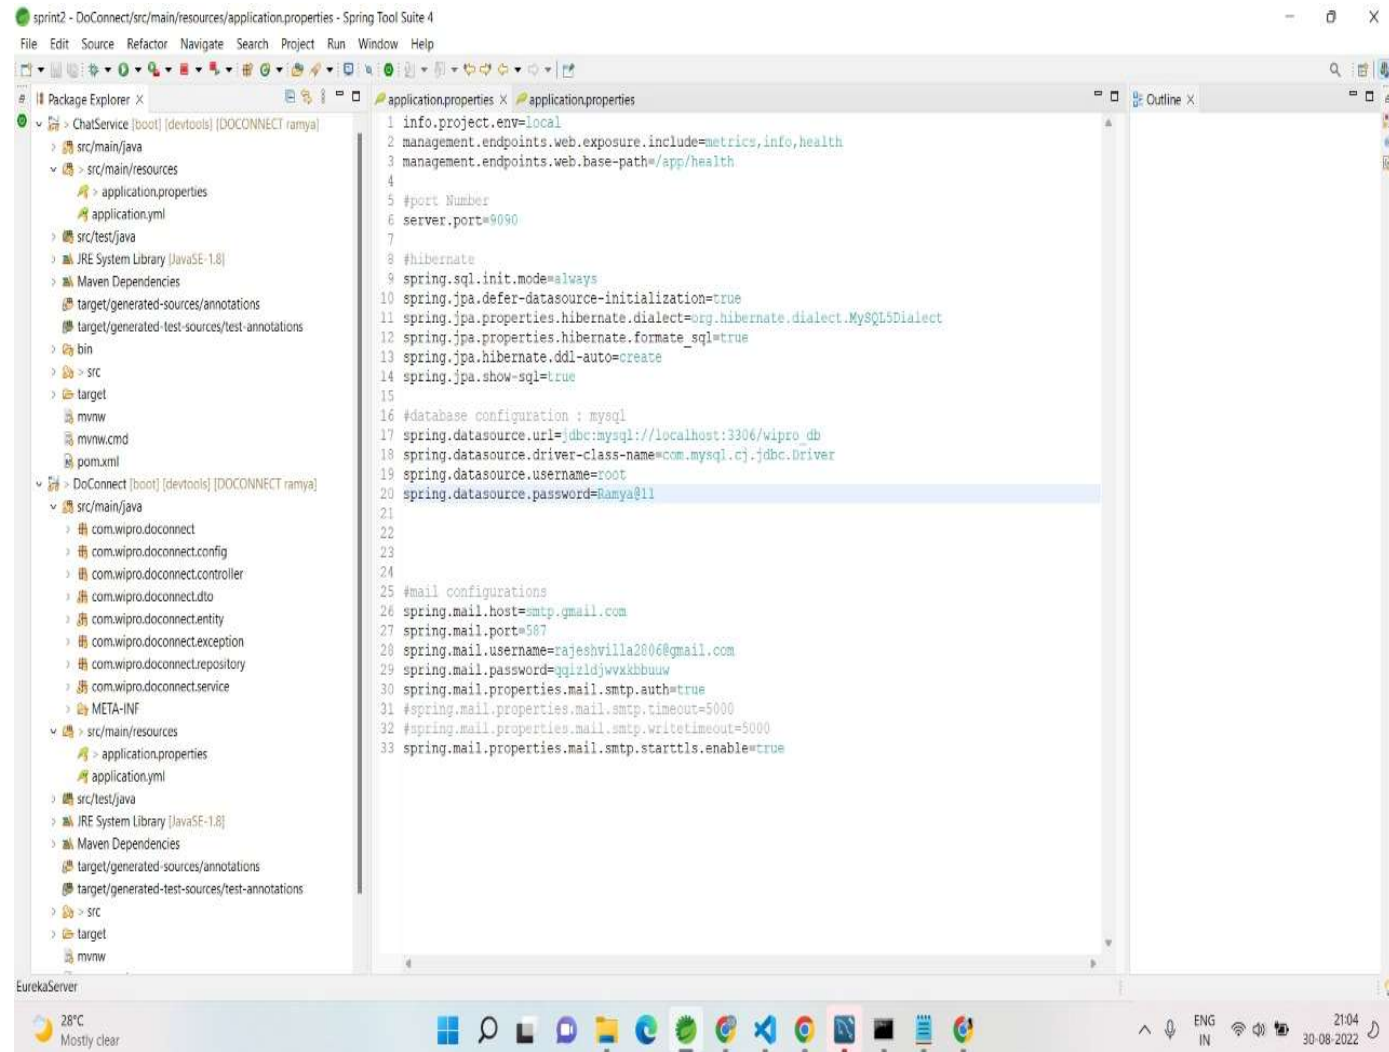 sprint2 - DoConnect/src/main/resources/application.properties - Spring Tool Suite 4
File Edit Source Refactor Navigate Search Project Run Window Help
Package Explorer
application.properties
application.properties
Outline
> ChatService [boot] [devtools] [DOCONNECT ramya]
src/main/java
> src/main/resources
> application.properties
application.yml
src/test/java
JRE System Library [JavaSE-1.8]
Maven Dependencies
target/generated-sources/annotations
target/generated-test-sources/test-annotations
bin
> src
target
mvnw
mvnw.cmd
pom.xml
> DoConnect [boot] [devtools] [DOCONNECT ramya]
src/main/java
com.wipro.doconnect
com.wipro.doconnect.config
com.wipro.doconnect.controller
com.wipro.doconnect.dto
com.wipro.doconnect.entity
com.wipro.doconnect.exception
com.wipro.doconnect.repository
com.wipro.doconnect.service
META-INF
> src/main/resources
> application.properties
application.yml
src/test/java
JRE System Library [JavaSE-1.8]
Maven Dependencies
target/generated-sources/annotations
target/generated-test-sources/test-annotations
> src
target
mvnw
1 info.project.env=local
2 management.endpoints.web.exposure.include=metrics,info,health
3 management.endpoints.web.base-path=/app/health
4
5 #port Number
6 server.port=9090
7
8 #hibernate
9 spring.sql.init.mode=always
10 spring.jpa.defer-datasource-initialization=true
11 spring.jpa.properties.hibernate.dialect=org.hibernate.dialect.MySQL5Dialect
12 spring.jpa.properties.hibernate.formate_sql=true
13 spring.jpa.hibernate.ddl-auto=create
14 spring.jpa.show-sql=true
15
16 #database configuration : mysql
17 spring.datasource.url=jdbc:mysql://localhost:3306/wipro_db
18 spring.datasource.driver-class-name=com.mysql.cj.jdbc.Driver
19 spring.datasource.username=root
20 spring.datasource.password=Ramya@11
21
22
23
24
25 #mail configurations
26 spring.mail.host=smtp.gmail.com
27 spring.mail.port=587
28 spring.mail.username=rajeshvilla2806@gmail.com
29 spring.mail.password=qqizldjwvxkbbuuw
30 spring.mail.properties.mail.smtp.auth=true
31 #spring.mail.properties.mail.smtp.timeout=5000
32 #spring.mail.properties.mail.smtp.writetimeout=5000
33 spring.mail.properties.mail.smtp.starttls.enable=true
EurekaServer
28°C
Mostly clear
ENG
IN
21:04
30-08-2022